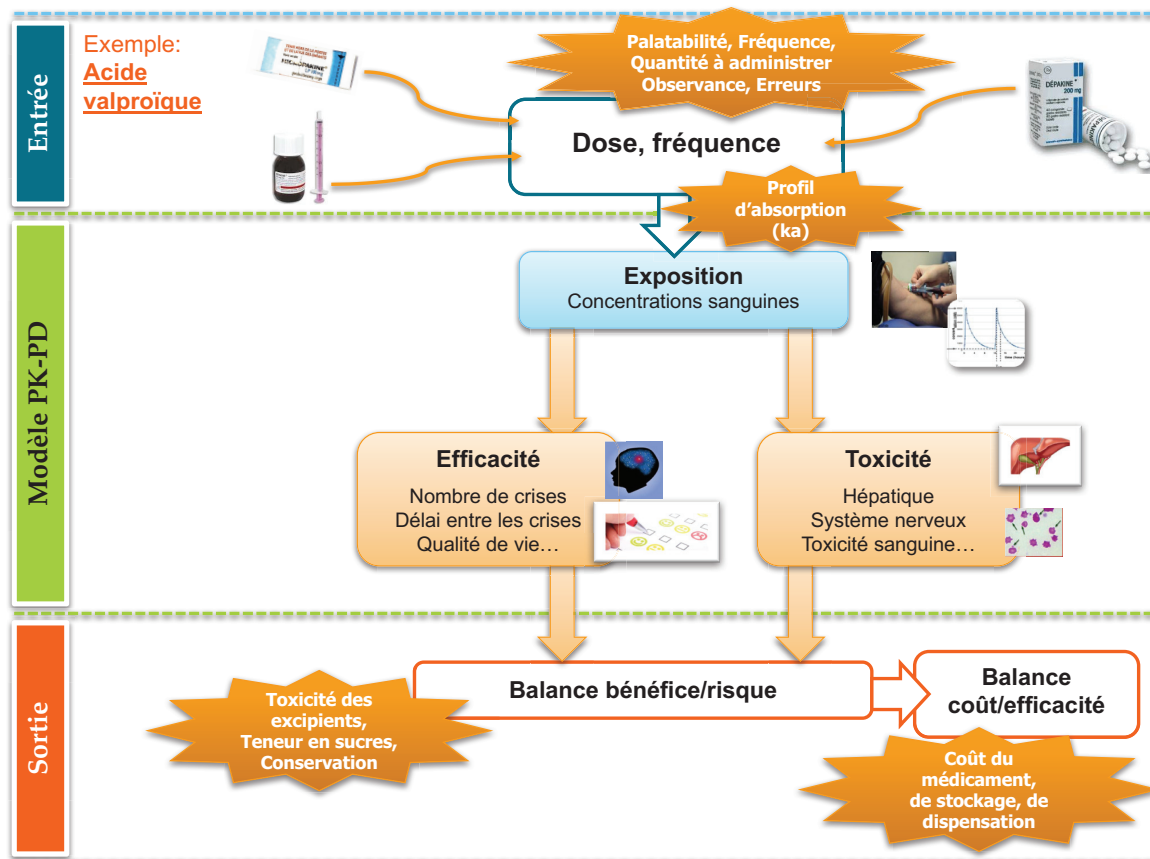 Entrée
Exemple:
Acide
valproïque
Palatabilité, Fréquence,
Quantité à administrer
Observance, Erreurs
Dose, fréquence
DÉPAKINE
200 mg
Profil
d'absorption
(ka)
Modèle PK-PD
Exposition
Concentrations sanguines
Efficacité
Nombre de crises
Délai entre les crises
Qualité de vie…
Toxicité
Hépatique
Système nerveux
Toxicité sanguine…
Sortie
Balance bénéfice/risque
Balance
coût/efficacité
Toxicité des
excipients,
Teneur en sucres,
Conservation
Coût du
médicament,
de stockage, de
dispensation